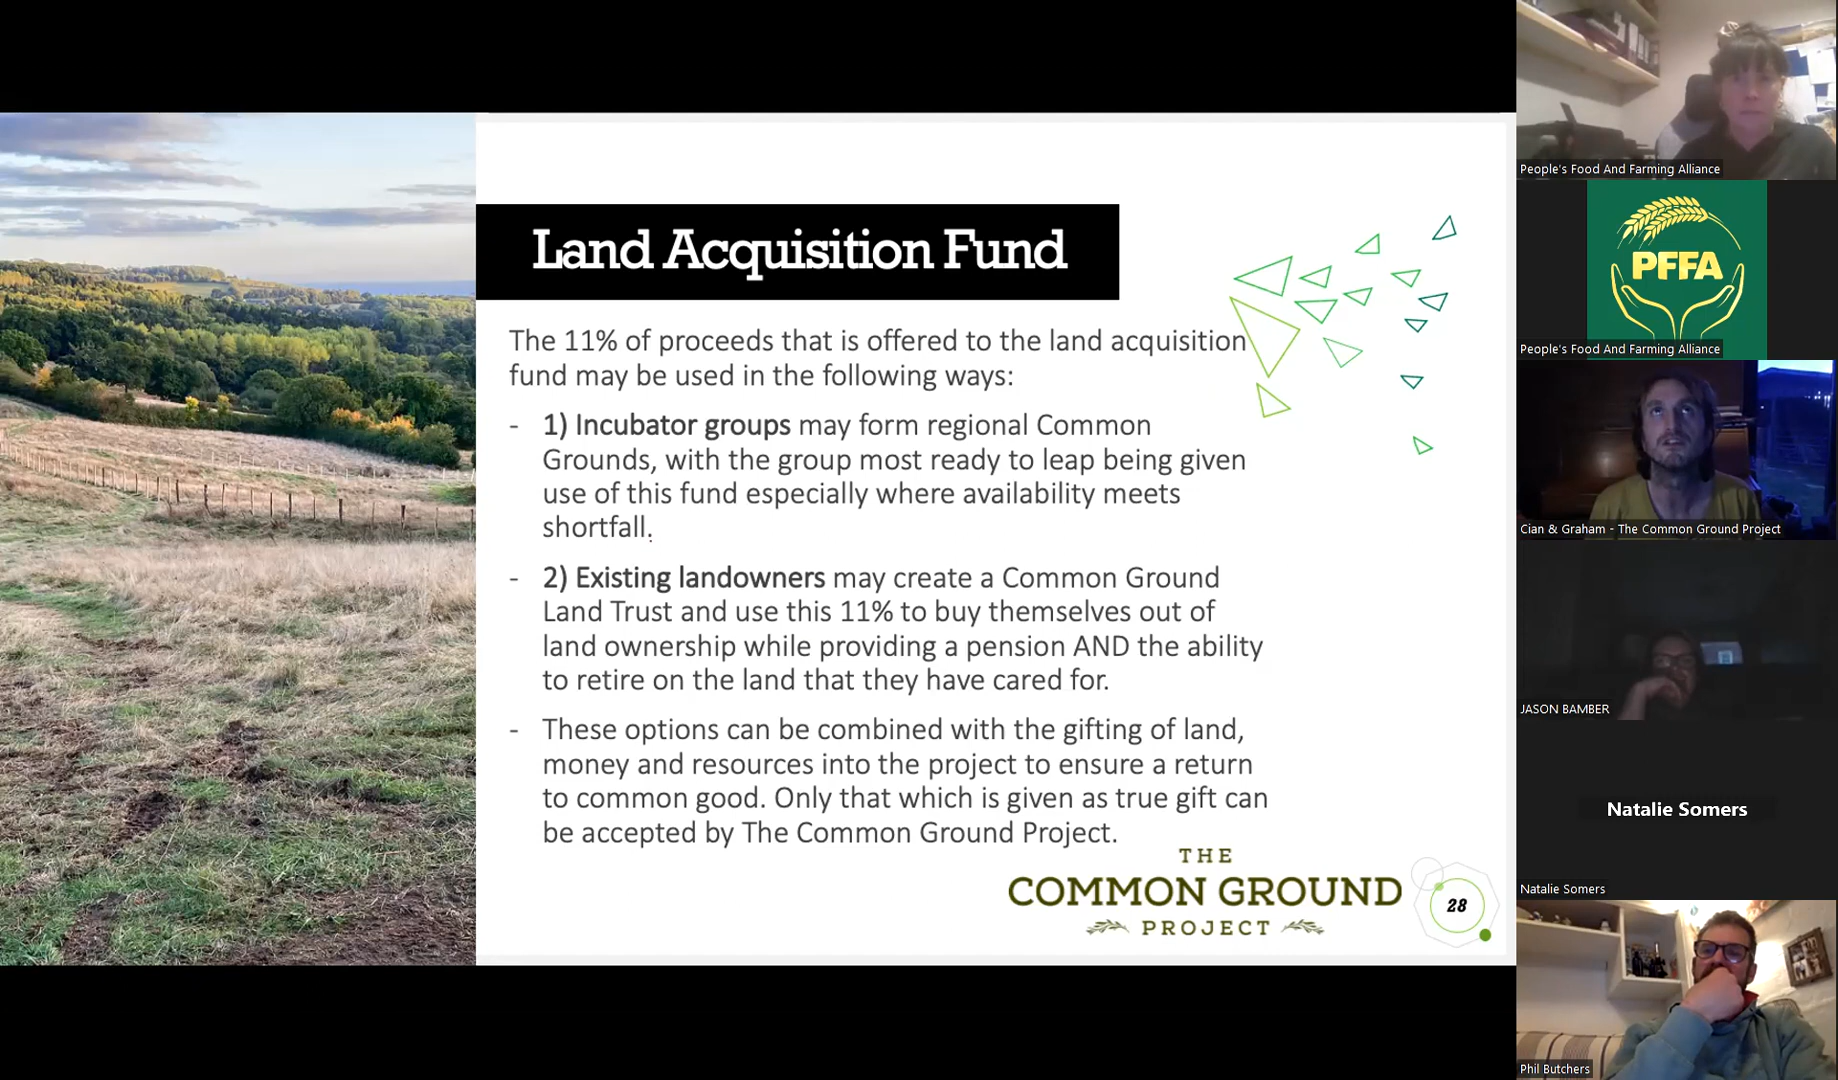 Land Acquisition Fund
The 11% of proceeds that is offered to the land acquisition
fund may be used in the following ways:
- 1) Incubator groups may form regional Common
Grounds, with the group most ready to leap being given
use of this fund especially where availability meets
shortfall.
- 2) Existing landowners may create a Common Ground
Land Trust and use this 11% to buy themselves out of
land ownership while providing a pension AND the ability
to retire on the land that they have cared for.
- These options can be combined with the gifting of land,
money and resources into the project to ensure a return
to common good. Only that which is given as true gift can
be accepted by The Common Ground Project.
THE
COMMON GROUND
PROJECT
28
People's Food And Farming Alliance
PFFA
People's Food And Farming Alliance
Cian & Graham - The Common Ground Project
JASON BAMBER
Natalie Somers
Natalie Somers
Phil Butchers